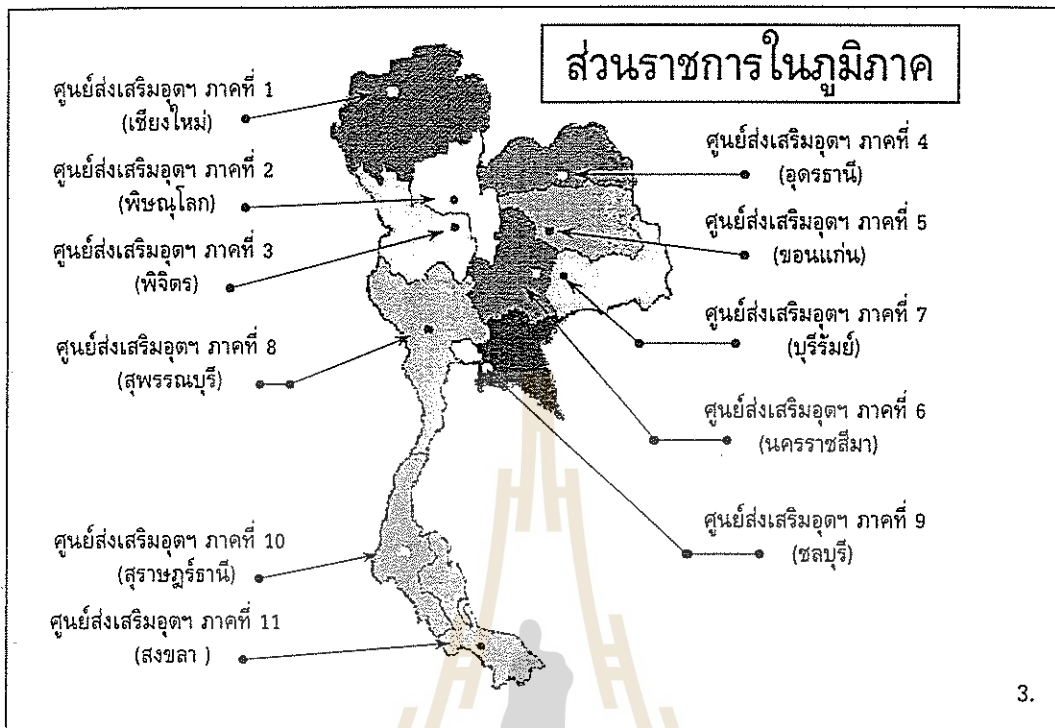 ส่วนราชการในภูมิภาค
ศูนย์ส่งเสริมอุตฯ ภาคที่ 1
(เชียงใหม่)
ศูนย์ส่งเสริมอุตฯ ภาคที่ 2
(พิษณุโลก)
ศูนย์ส่งเสริมอุตฯ ภาคที่ 3
(พิจิตร)
ศูนย์ส่งเสริมอุตฯ ภาคที่ 8
(สุพรรณบุรี)
ศูนย์ส่งเสริมอุตฯ ภาคที่ 10
(สุราษฎร์ธานี)
ศูนย์ส่งเสริมอุตฯ ภาคที่ 11
(สงขลา )
ศูนย์ส่งเสริมอุตฯ ภาคที่ 4
(อุดรธานี)
ศูนย์ส่งเสริมอุตฯ ภาคที่ 5
(ขอนแก่น)
ศูนย์ส่งเสริมอุตฯ ภาคที่ 7
(บุรีรัมย์)
ศูนย์ส่งเสริมอุตฯ ภาคที่ 6
(นครราชสีมา)
ศูนย์ส่งเสริมอุตฯ ภาคที่ 9
(ชลบุรี)
3.